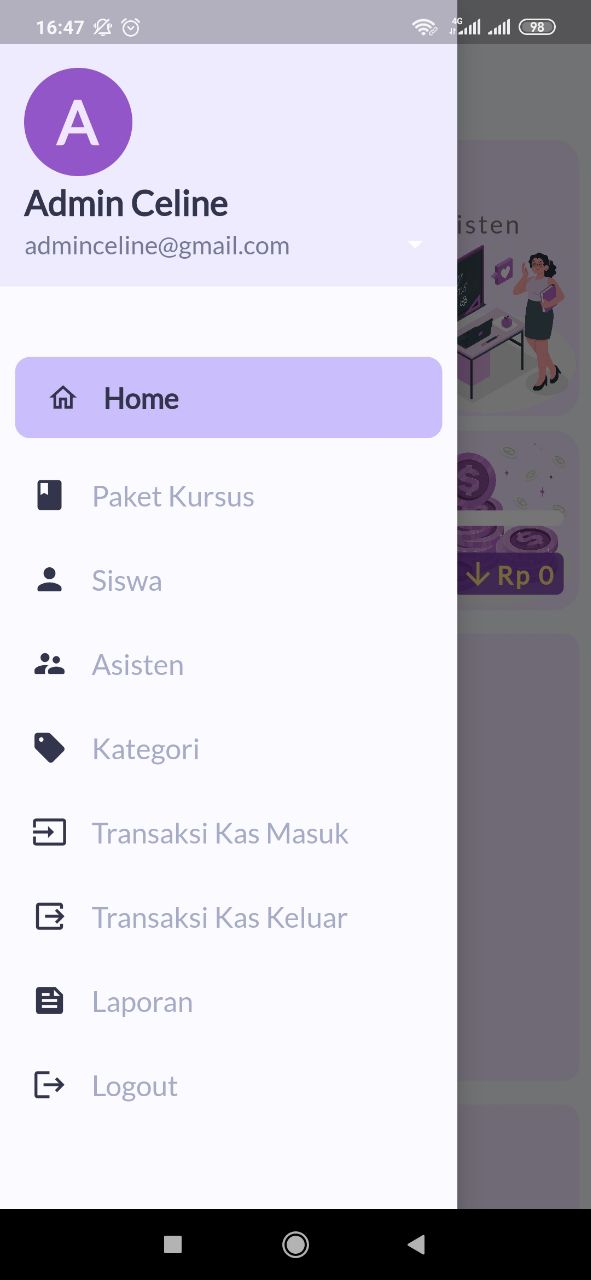 16:47
4G
98
A
Admin Celine
adminceline@gmail.com
isten
Home
Paket Kursus
Rp 0
Siswa
Asisten
Kategori
Transaksi Kas Masuk
Transaksi Kas Keluar
Laporan
Logout